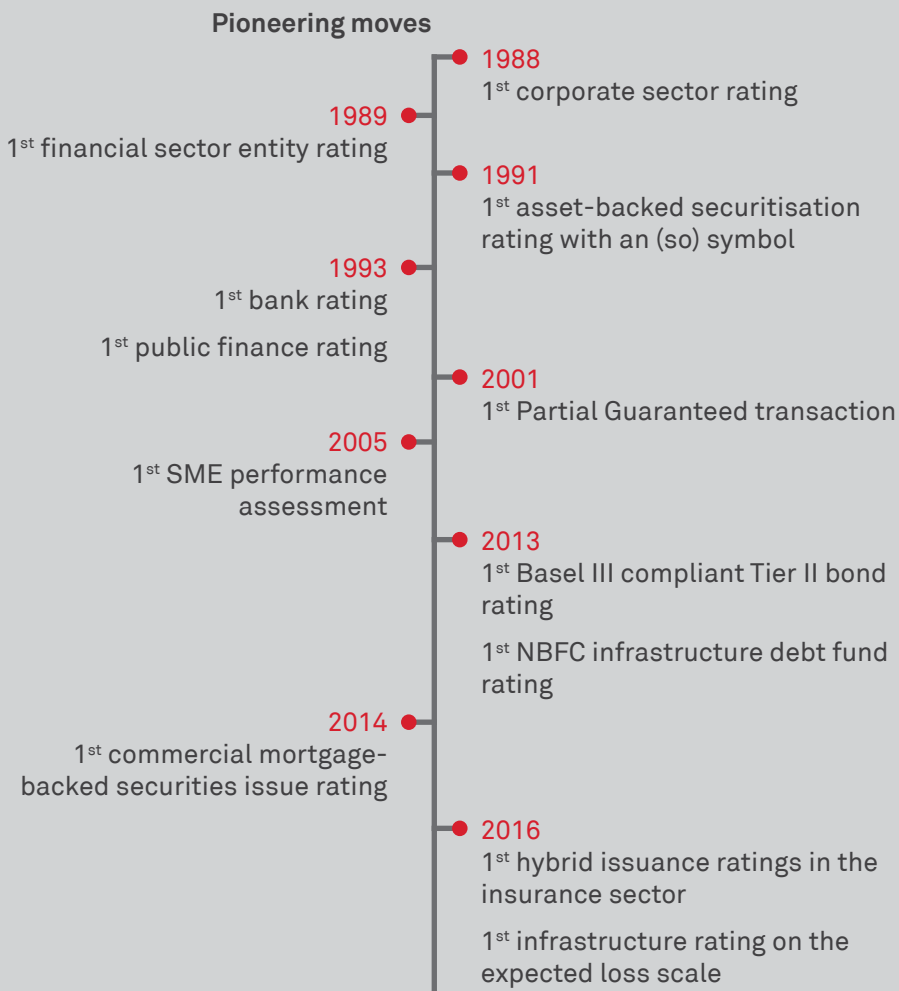 Pioneering moves
1988
1st corporate sector rating
1989
1st financial sector entity rating
1991
1st asset-backed securitisation
rating with an (so) symbol
1993
1st bank rating
1st public finance rating
2001
1st Partial Guaranteed transaction
2005
1st SME performance
assessment
2013
1st Basel III compliant Tier II bond
rating
1st NBFC infrastructure debt fund
rating
2014
1st commercial mortgage-
backed securities issue rating
2016
1st hybrid issuance ratings in the
insurance sector
1st infrastructure rating on the
expected loss scale